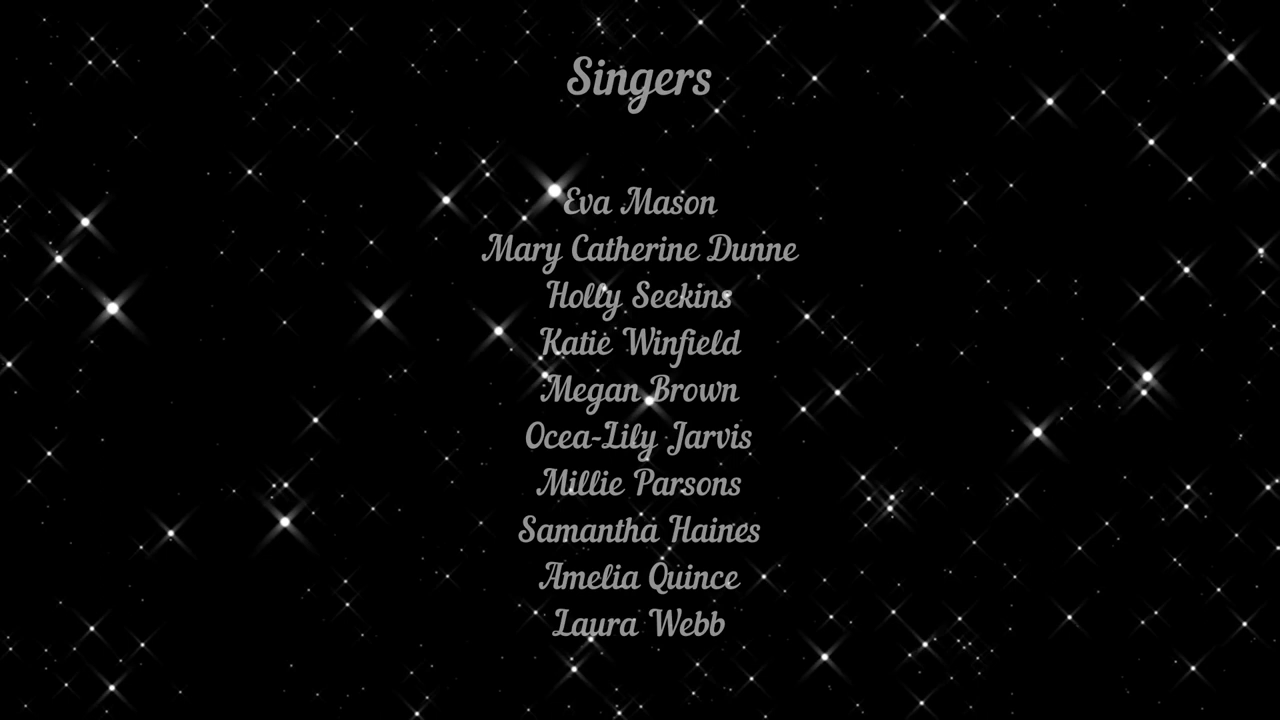 Singers
Eva Mason
Mary Catherine Dunne
Holly Seekins
Katie Winfield
Megan Brown
Ocea-Lily Jarvis
Millie Parsons
Samantha Haines
Amelia Quince
Laura Webb